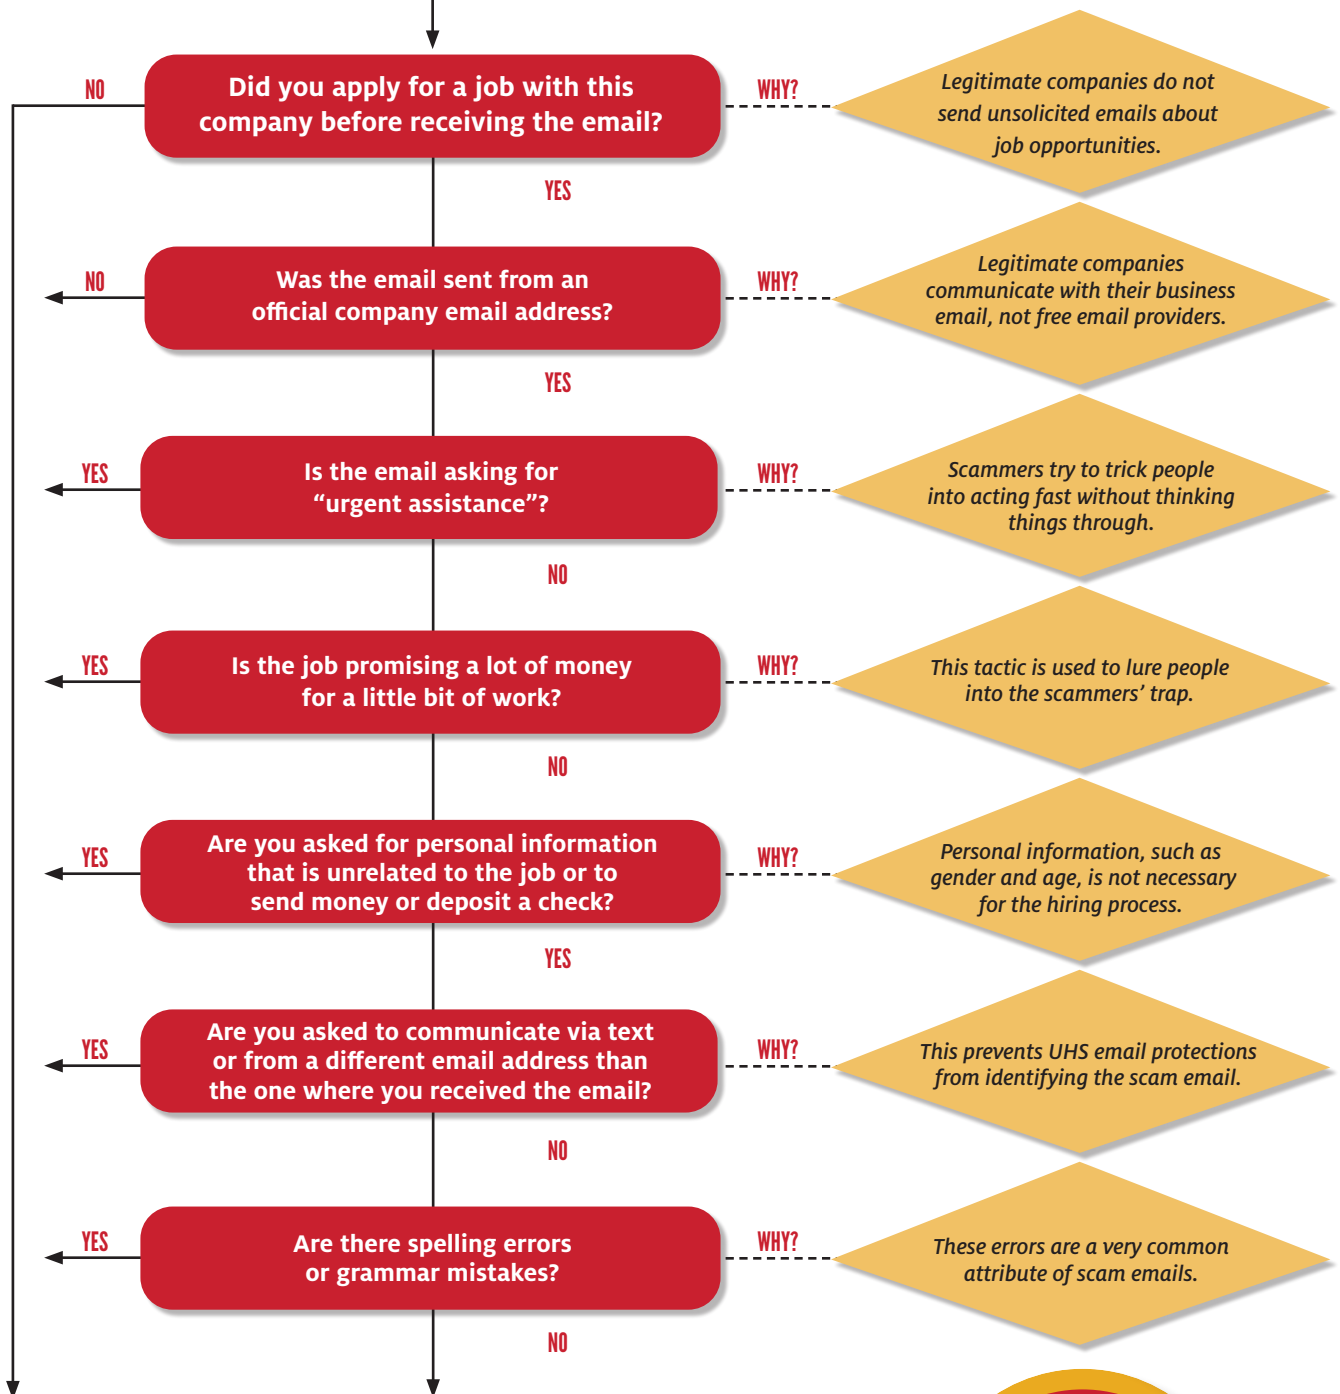 NO
Did you apply for a job with this
company before receiving the email?
WHY?
Legitimate companies do not
send unsolicited emails about
job opportunities.
YES
NO
Was the email sent from an
official company email address?
WHY?
Legitimate companies
communicate with their business
email, not free email providers.
YES
YES
Is the email asking for
“urgent assistance”?
WHY?
Scammers try to trick people
into acting fast without thinking
things through.
NO
YES
Is the job promising a lot of money
for a little bit of work?
WHY?
This tactic is used to lure people
into the scammers’ trap.
NO
YES
Are you asked for personal information
that is unrelated to the job or to
send money or deposit a check?
WHY?
Personal information, such as
gender and age, is not necessary
for the hiring process.
YES
YES
Are you asked to communicate via text
or from a different email address than
the one where you received the email?
WHY?
This prevents UHS email protections
from identifying the scam email.
NO
YES
Are there spelling errors
or grammar mistakes?
WHY?
These errors are a very common
attribute of scam emails.
NO